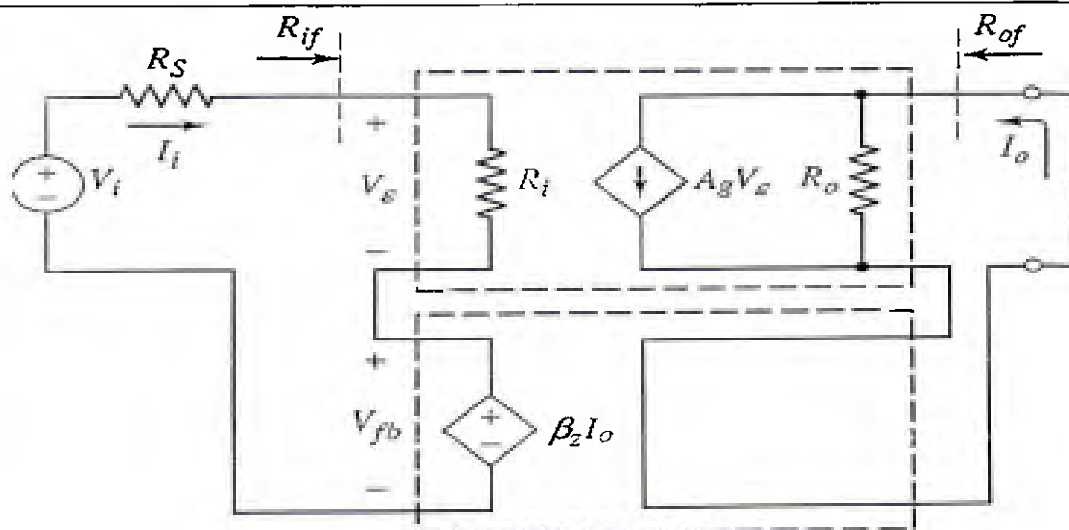 R_if
R_of
R_S
I_i
I_o
+
−
V_i
+
V_ε
−
R_i
A_g V_ε
R_o
+
V_fb
−
+
−
β_z I_o